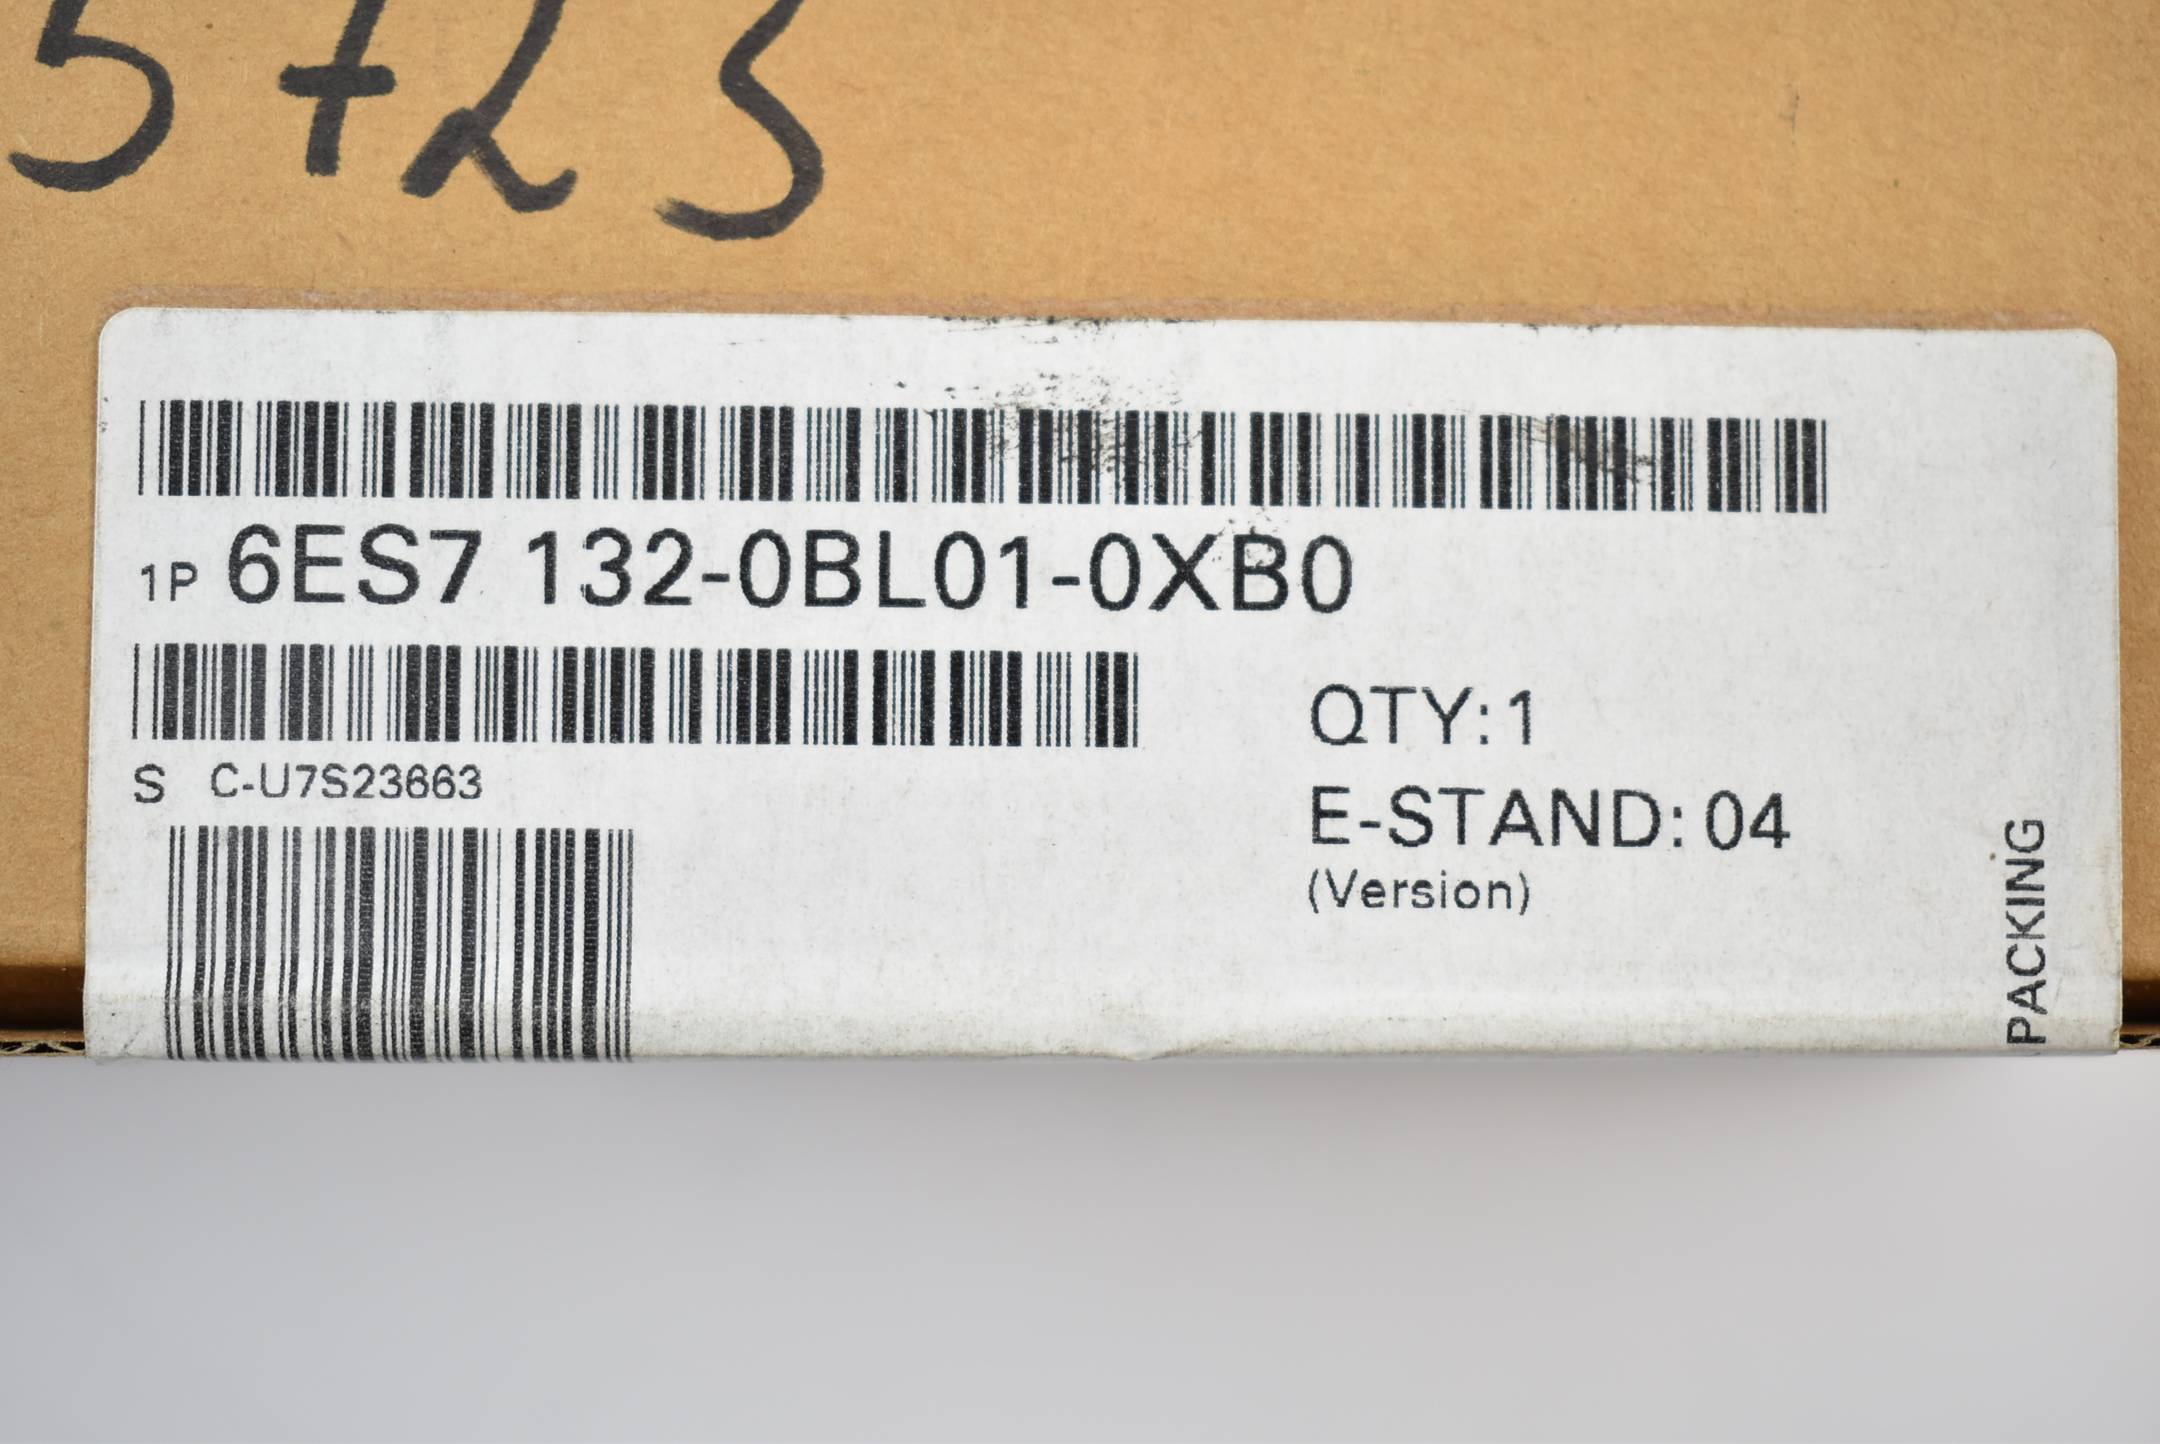 5723
1P 6ES7 132-0BL01-0XB0
S C-U7S23663
QTY: 1
E-STAND: 04
(Version)
PACKING